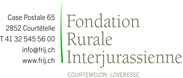 Case Postale 65
2852 Courtételle
T 41 32 545 56 00
info@frij.ch
www.frij.ch
Fondation
Rurale
Interjurassienne
COURTEMELON LOVERESSE